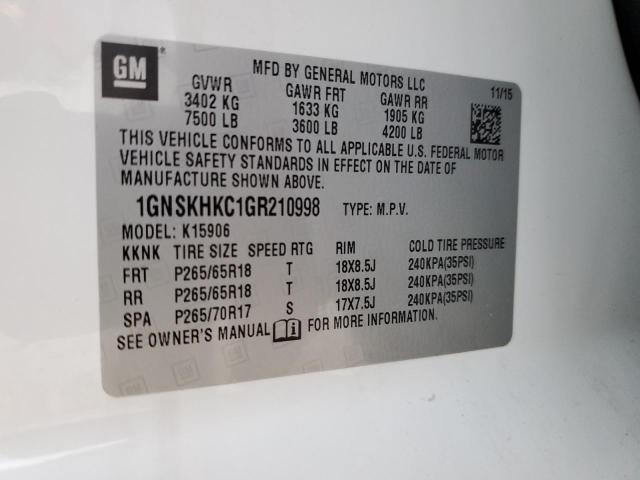 GM
MFD BY GENERAL MOTORS LLC
11/15
GVWR GAWR FRT GAWR RR
3402 KG 1633 KG 1905 KG
7500 LB 3600 LB 4200 LB
THIS VEHICLE CONFORMS TO ALL APPLICABLE U.S. FEDERAL MOTOR
VEHICLE SAFETY STANDARDS IN EFFECT ON THE DATE OF
MANUFACTURE SHOWN ABOVE.
1GNSKHKC1GR210998 TYPE: M.P.V.
MODEL: K15906
KKNK TIRE SIZE SPEED RTG RIM COLD TIRE PRESSURE
FRT P265/65R18 T 18X8.5J 240KPA(35PSI)
RR P265/65R18 T 18X8.5J 240KPA(35PSI)
SPA P265/70R17 S 17X7.5J 240KPA(35PSI)
SEE OWNER'S MANUAL FOR MORE INFORMATION.